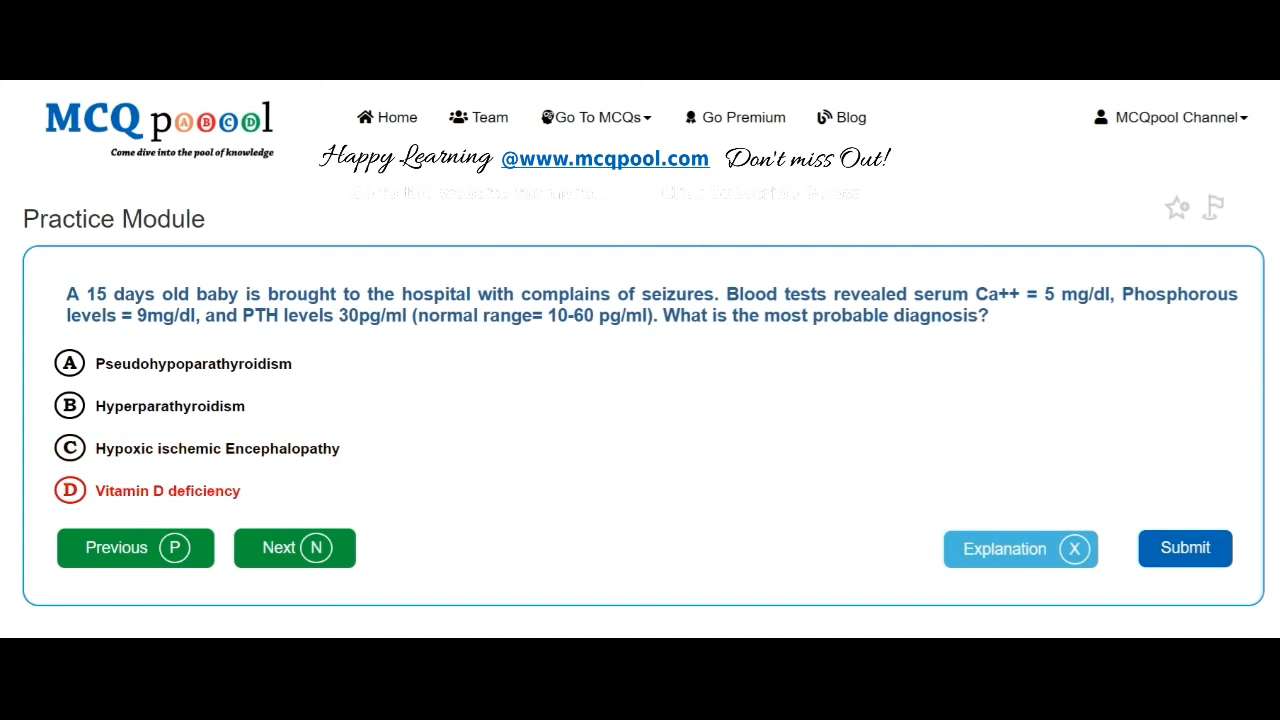 MCQ pooool
Come dive into the pool of knowledge
Home Team Go To MCQs Go Premium Blog MCQpool Channel
Happy Learning @www.mcqpool.com Don't miss Out!
Practice Module
A 15 days old baby is brought to the hospital with complains of seizures. Blood tests revealed serum Ca++ = 5 mg/dl, Phosphorous
levels = 9mg/dl, and PTH levels 30pg/ml (normal range= 10-60 pg/ml). What is the most probable diagnosis?
A Pseudohypoparathyroidism
B Hyperparathyroidism
C Hypoxic ischemic Encephalopathy
D Vitamin D deficiency
Previous P Next N Explanation X Submit